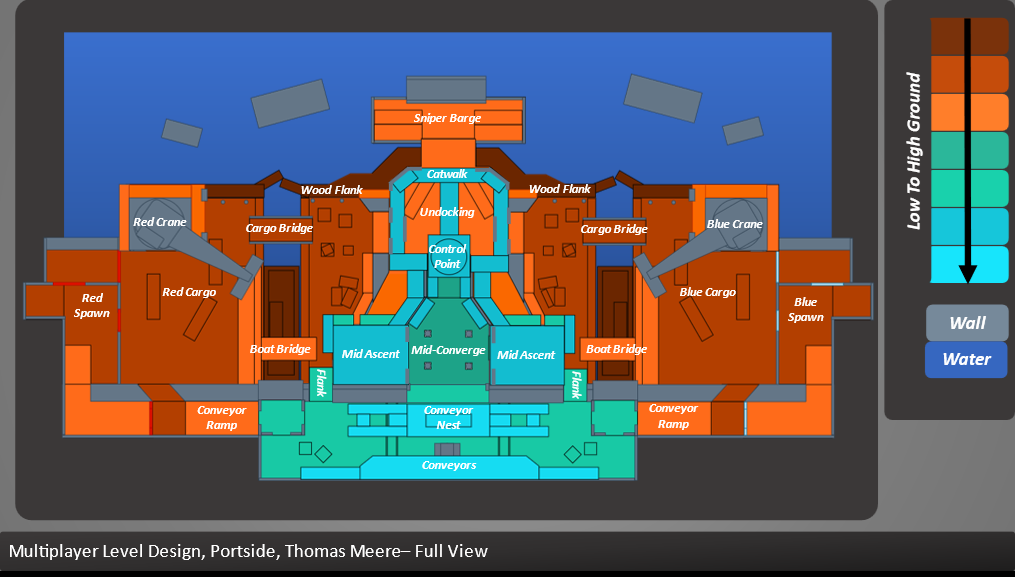 Sniper Barge
Catwalk
Wood Flank
Wood Flank
Undocking
Red Crane
Cargo Bridge
Cargo Bridge
Blue Crane
Control
Point
Red
Spawn
Red Cargo
Blue Cargo
Blue
Spawn
Boat Bridge
Mid Ascent
Mid-Converge
Mid Ascent
Boat Bridge
Flank
Flank
Conveyor
Ramp
Conveyor
Nest
Conveyor
Ramp
Conveyors
Low To High Ground
Wall
Water
Multiplayer Level Design, Portside, Thomas Meere– Full View